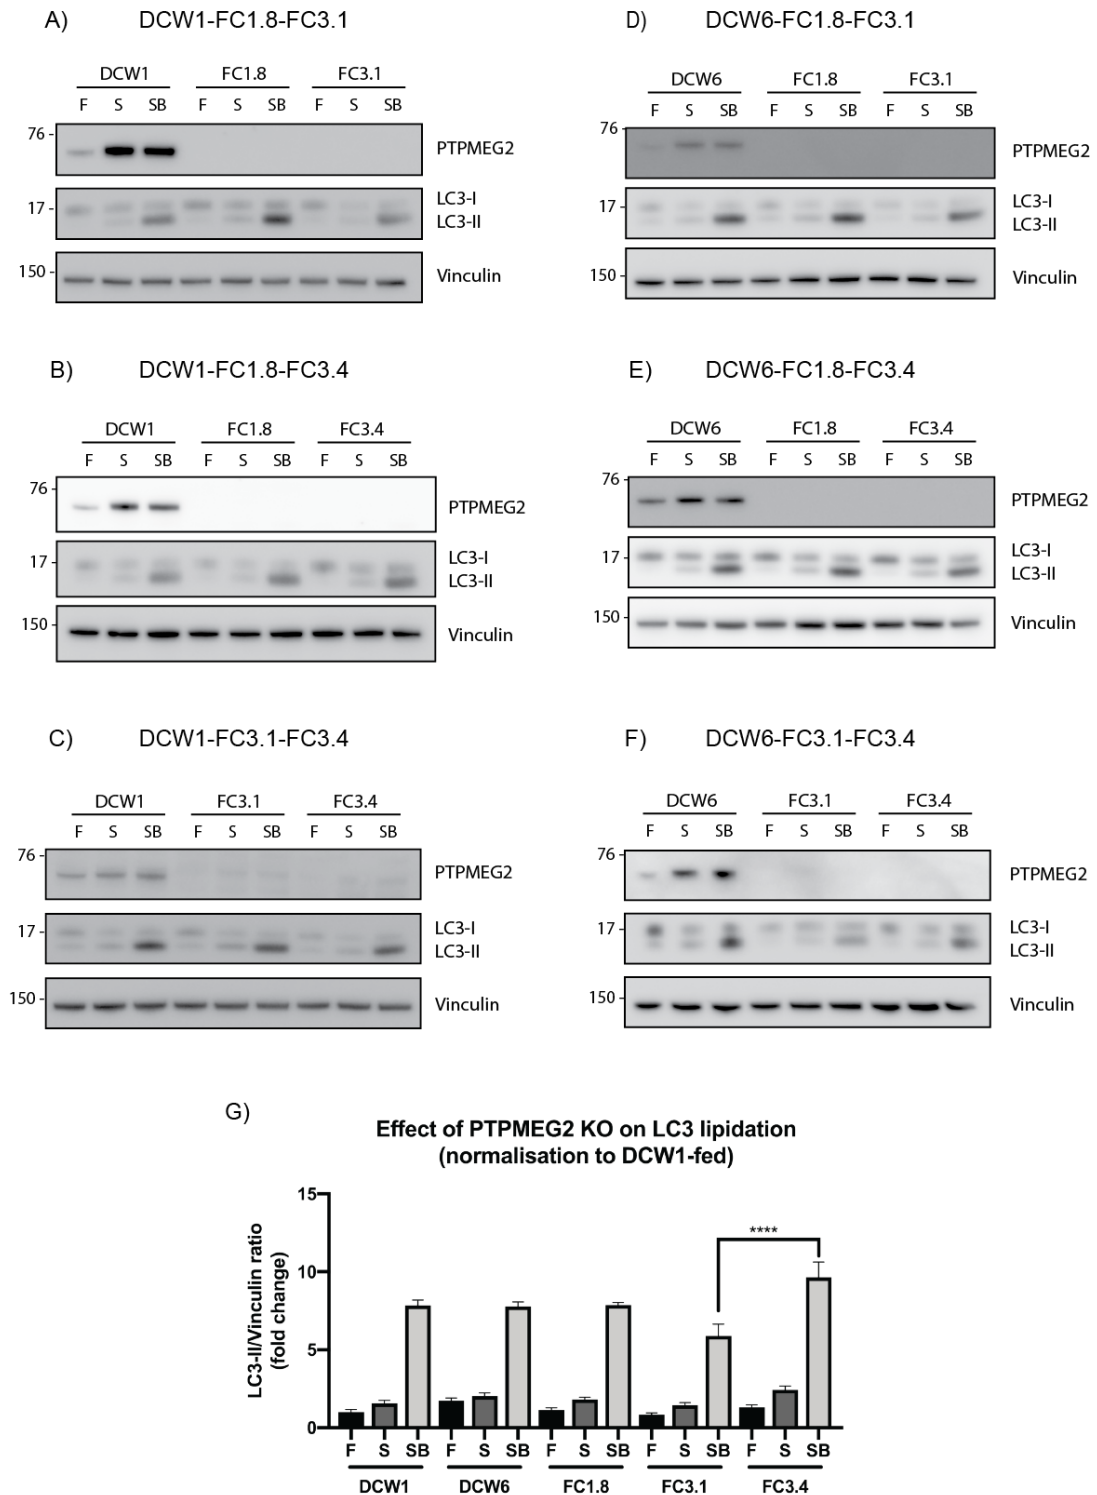 A) DCW1-FC1.8-FC3.1
DCW1 FC1.8 FC3.1
F S SB F S SB F S SB
76 - PTPMEG2
17 - LC3-I
LC3-II
150 - Vinculin
D) DCW6-FC1.8-FC3.1
DCW6 FC1.8 FC3.1
F S SB F S SB F S SB
76 - PTPMEG2
17 - LC3-I
LC3-II
150 - Vinculin
B) DCW1-FC1.8-FC3.4
DCW1 FC1.8 FC3.4
F S SB F S SB F S SB
76 - PTPMEG2
17 - LC3-I
LC3-II
150 - Vinculin
E) DCW6-FC1.8-FC3.4
DCW6 FC1.8 FC3.4
F S SB F S SB F S SB
76 - PTPMEG2
17 - LC3-I
LC3-II
150 - Vinculin
C) DCW1-FC3.1-FC3.4
DCW1 FC3.1 FC3.4
F S SB F S SB F S SB
76 - PTPMEG2
17 - LC3-I
LC3-II
150 - Vinculin
F) DCW6-FC3.1-FC3.4
DCW6 FC3.1 FC3.4
F S SB F S SB F S SB
76 - PTPMEG2
17 - LC3-I
LC3-II
150 - Vinculin
G)
Effect of PTPMEG2 KO on LC3 lipidation
(normalisation to DCW1-fed)
LC3-II/Vinculin ratio
(fold change)
15
10
5
0
****
F S SB F S SB F S SB F S SB F S SB
DCW1 DCW6 FC1.8 FC3.1 FC3.4